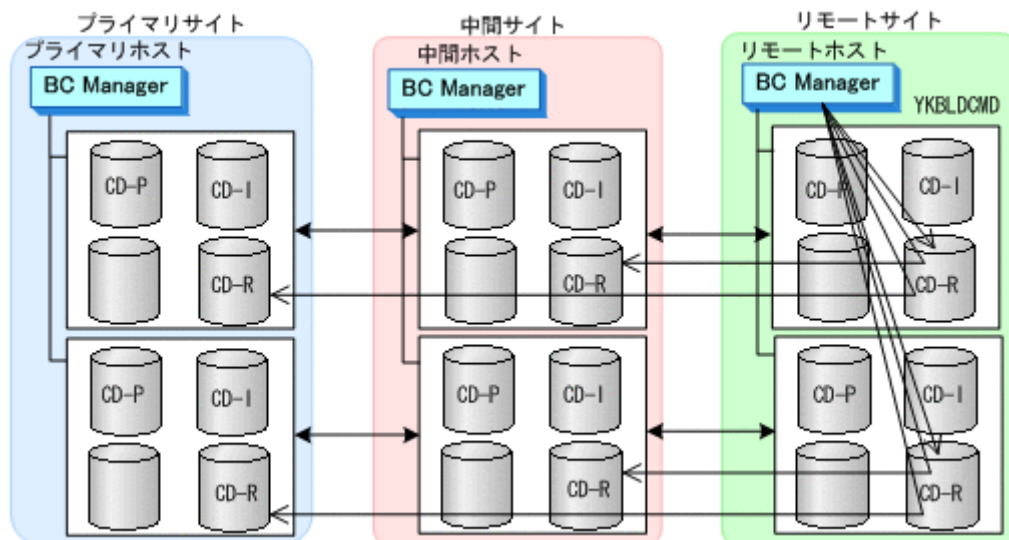 プライマリサイト
プライマリホスト
BC Manager
CD-P
CD-I
CD-R
CD-P
CD-I
CD-R
中間サイト
中間ホスト
BC Manager
CD-P
CD-I
CD-R
CD-P
CD-I
CD-R
リモートサイト
リモートホスト
BC Manager
YKBLDCMD
CD-P
CD-I
CD-R
CD-P
CD-I
CD-R